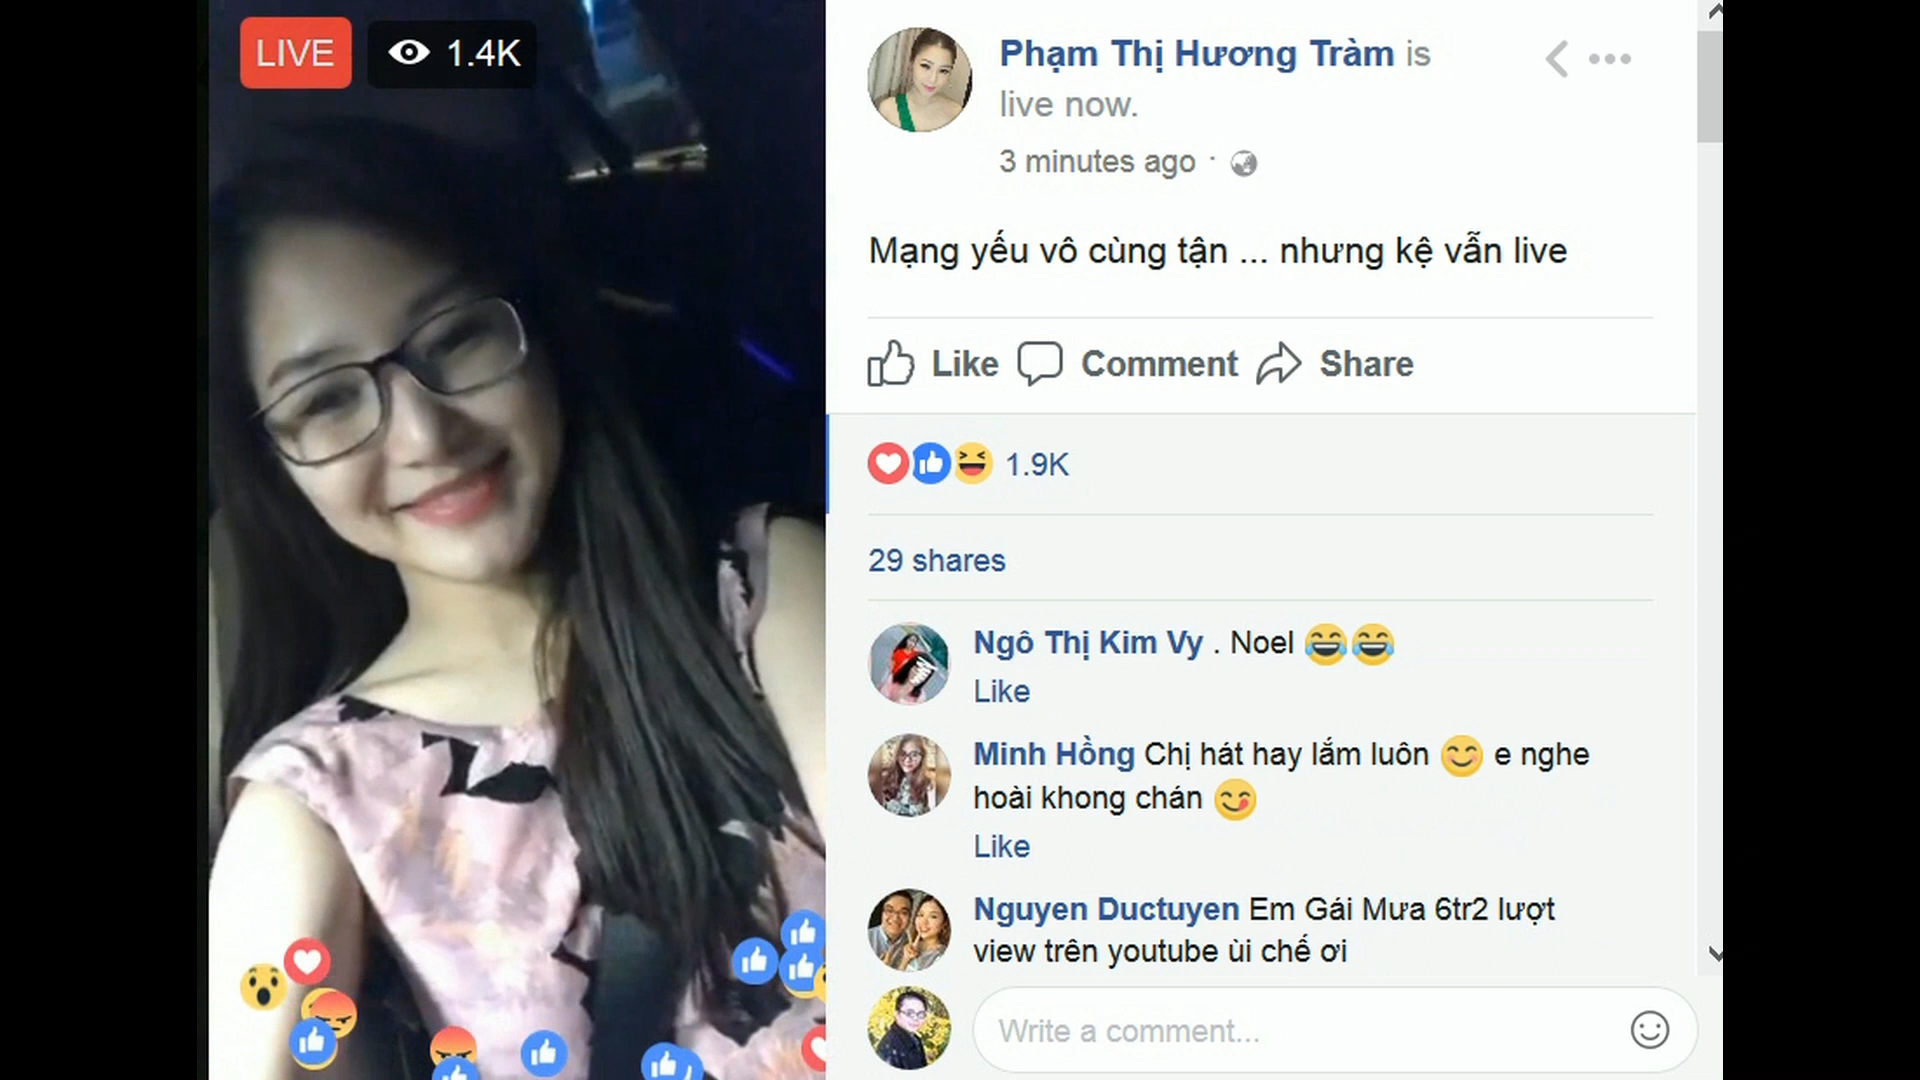 LIVE
1.4K
Phạm Thị Hương Tràm is
live now.
3 minutes ago ·
Mạng yếu vô cùng tận ... nhưng kệ vẫn live
Like Comment Share
1.9K
29 shares
Ngô Thị Kim Vy . Noel 😂😂
Like
Minh Hồng Chị hát hay lắm luôn 😊 e nghe
hoài khong chán 😋
Like
Nguyen Ductuyen Em Gái Mưa 6tr2 lượt
view trên youtube ùi chế ơi
Write a comment...